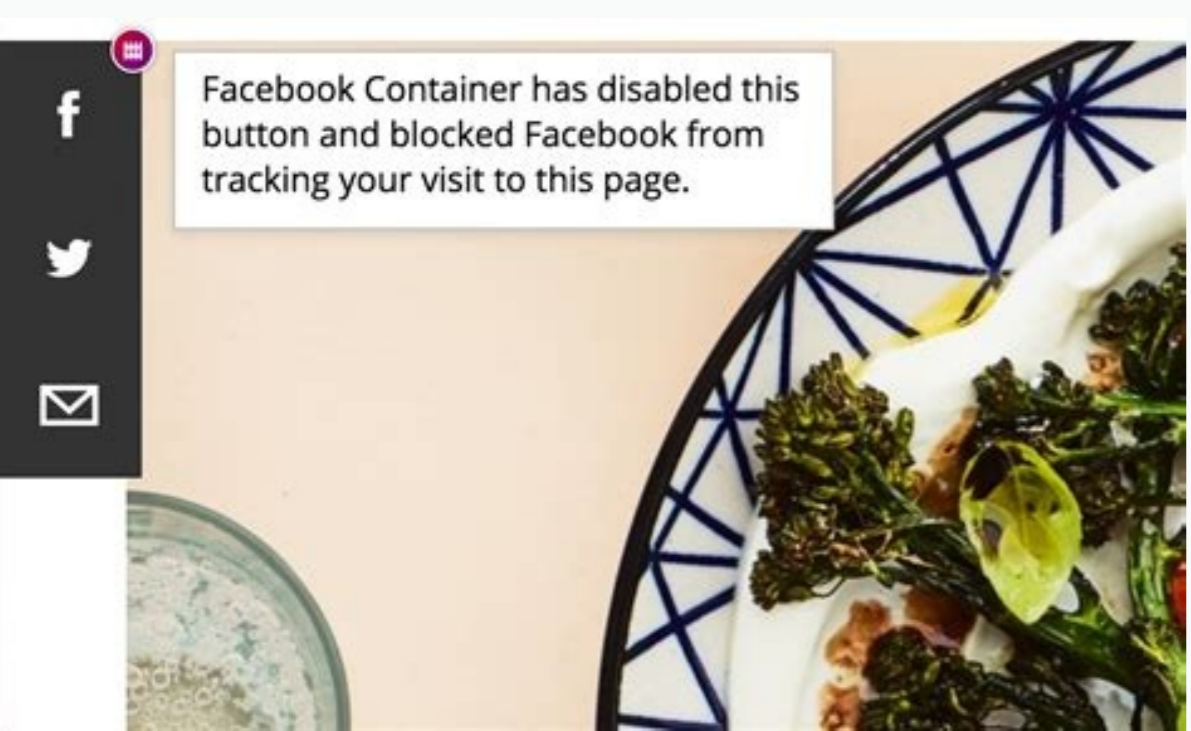 Facebook Container has disabled this
button and blocked Facebook from
tracking your visit to this page.